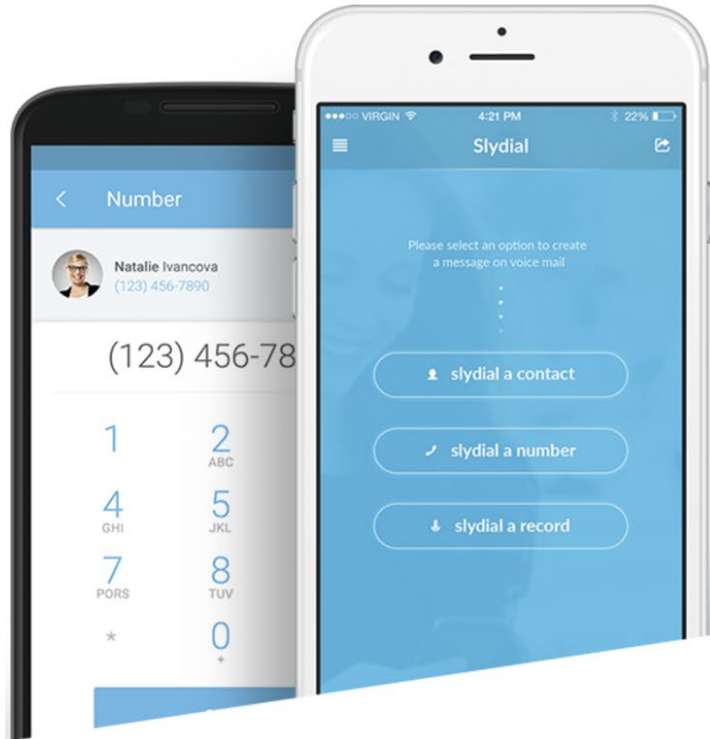 Number
Natalie Ivancova
(123) 456-7890
(123) 456-78
1
2
ABC
4
GHI
5
JKL
7
PORS
8
TUV
*
0
+
VIRGIN 4:21 PM 22%
Slydial
Please select an option to create
a message on voice mail
slydial a contact
slydial a number
slydial a record